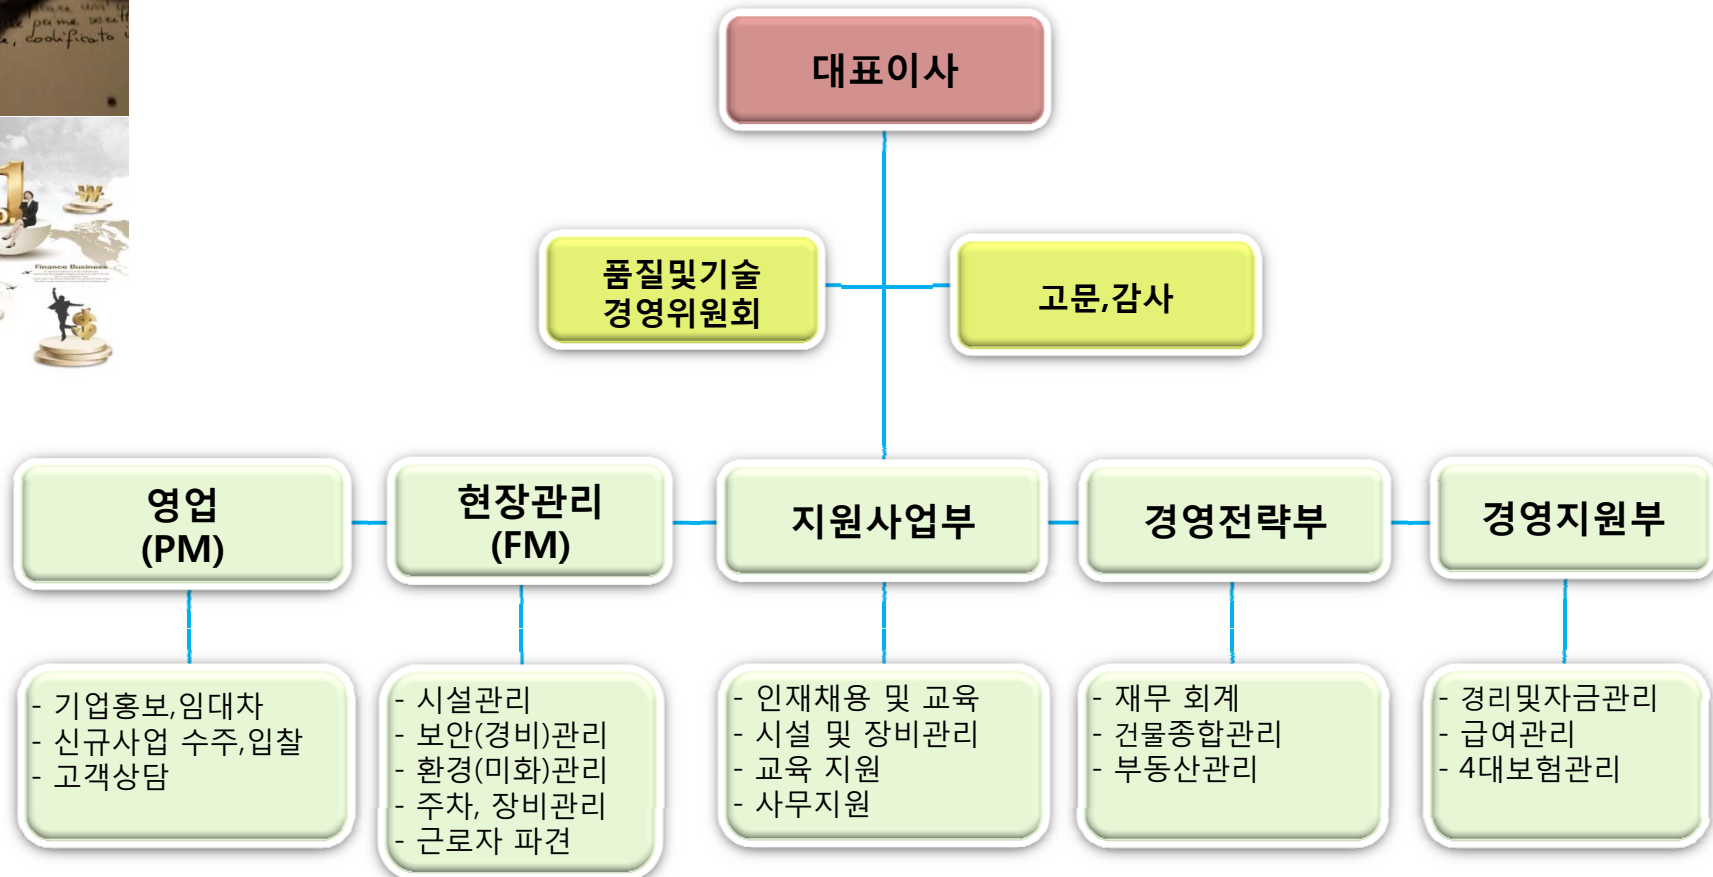 대표이사
품질및기술
경영위원회
고문,감사
영업
(PM)
현장관리
(FM)
지원사업부
경영전략부
경영지원부
- 기업홍보,임대차
- 신규사업 수주,입찰
- 고객상담
- 시설관리
- 보안(경비)관리
- 환경(미화)관리
- 주차, 장비관리
- 근로자 파견
- 인재채용 및 교육
- 시설 및 장비관리
- 교육 지원
- 사무지원
- 재무 회계
- 건물종합관리
- 부동산관리
- 경리및자금관리
- 급여관리
- 4대보험관리
prime
codificato
1
₩
Finance Business
$